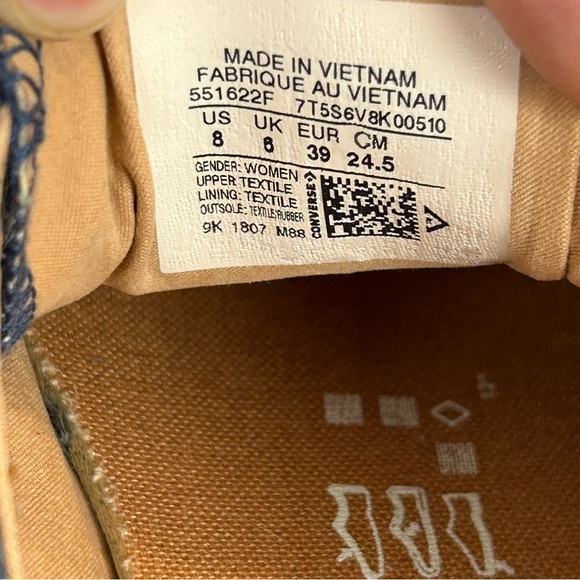 MADE IN VIETNAM
FABRIQUE AU VIETNAM
551622F 7T5S6V8K00510
US UK EUR CM
8 6 39 24.5
GENDER: WOMEN
UPPER: TEXTILE
LINING: TEXTILE
OUTSOLE: TEXTILE/RUBBER
9K 1807 M88
CONVERSE